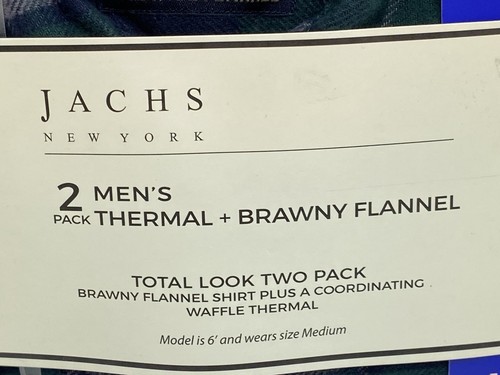 JACHS
NEW YORK
2 PACK MEN'S
THERMAL + BRAWNY FLANNEL
TOTAL LOOK TWO PACK
BRAWNY FLANNEL SHIRT PLUS A COORDINATING
WAFFLE THERMAL
Model is 6' and wears size Medium